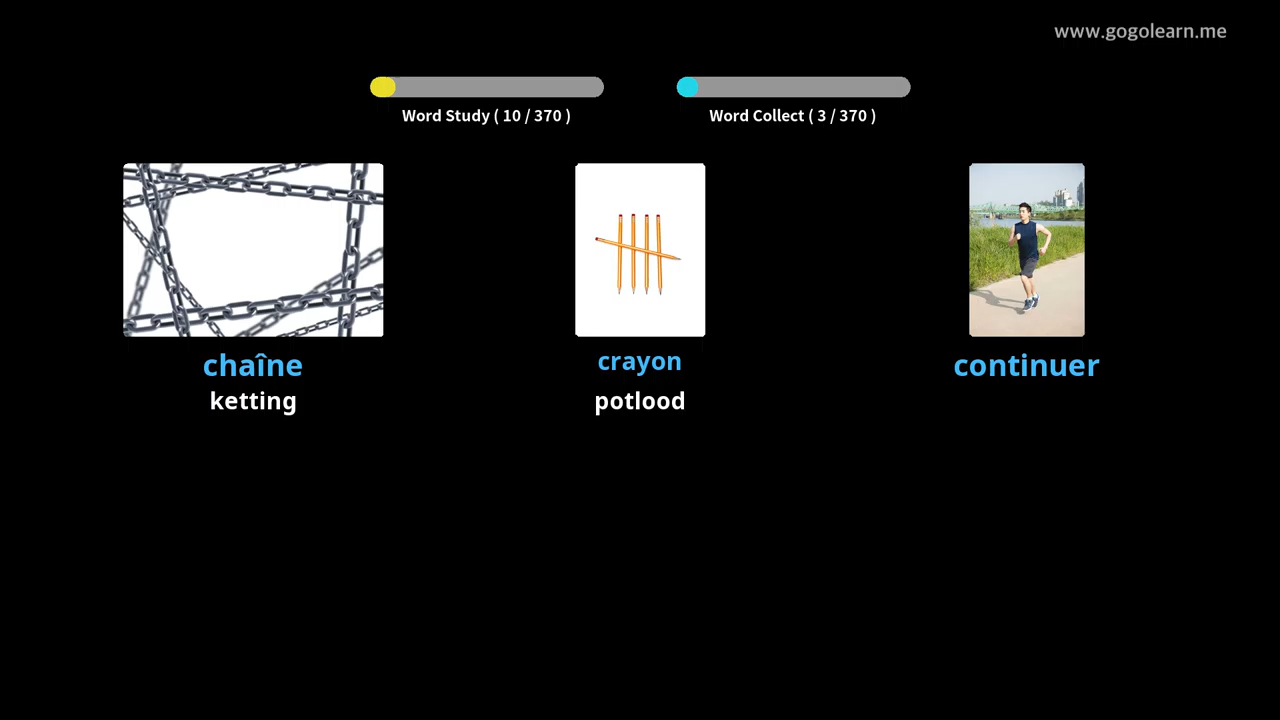 www.gogolearn.me
Word Study ( 10 / 370 )
Word Collect ( 3 / 370 )
chaîne
ketting
crayon
potlood
continuer